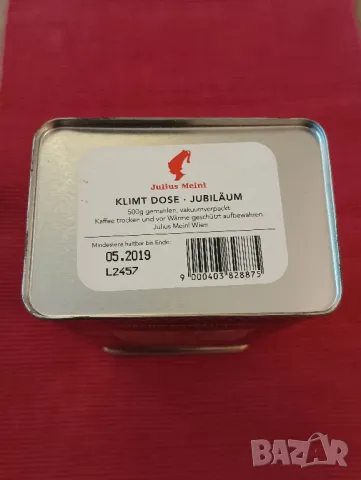 Julius Meinl
KLIMT DOSE · JUBILÄUM
500g gemahlen, vakuumverpackt.
Kaffee trocken und vor Wärme geschützt aufbewahren.
Julius Meinl Wien
Mindestens haltbar bis Ende:
05.2019
L2457
9 000403 828875
BAZAR
bg